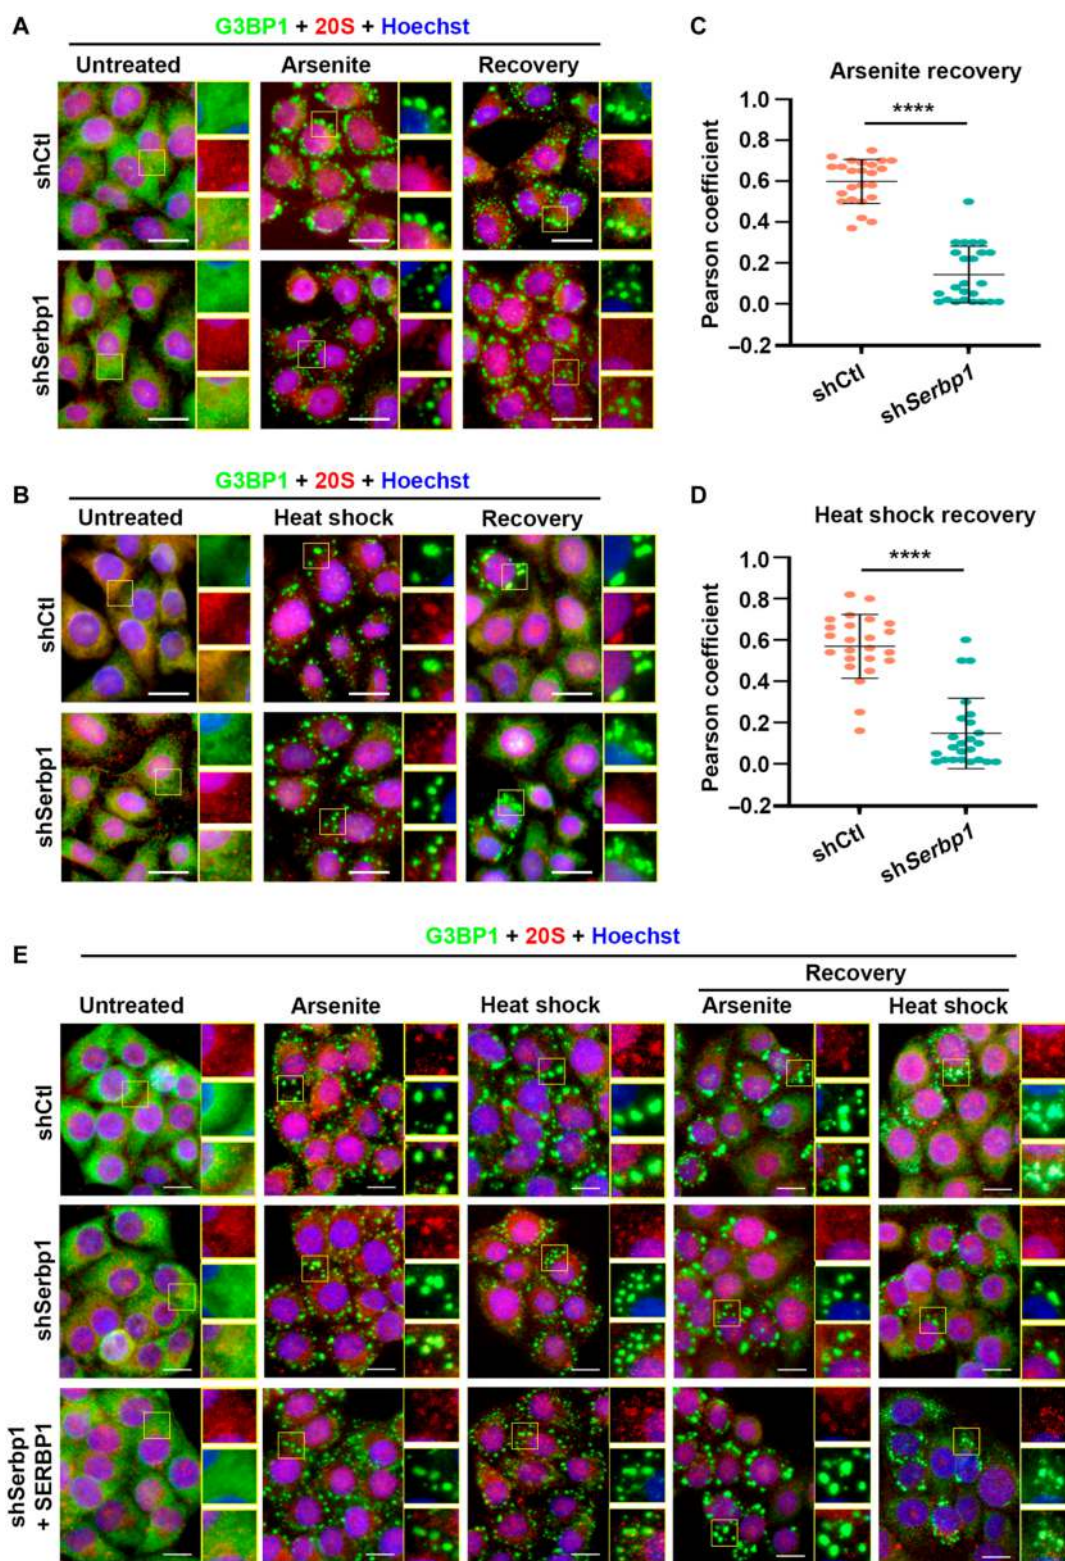 A
G3BP1 + 20S + Hoechst
Untreated Arsenite Recovery
shCtl
shSerbp1
C
Arsenite recovery
****
1.0
0.8
0.6
0.4
0.2
0.0
–0.2
Pearson coefficient
shCtl
shSerbp1
B
G3BP1 + 20S + Hoechst
Untreated Heat shock Recovery
shCtl
shSerbp1
D
Heat shock recovery
****
1.0
0.8
0.6
0.4
0.2
0.0
–0.2
Pearson coefficient
shCtl
shSerbp1
E
G3BP1 + 20S + Hoechst
Recovery
Untreated Arsenite Heat shock Arsenite Heat shock
shCtl
shSerbp1
shSerbp1
+ SERBP1